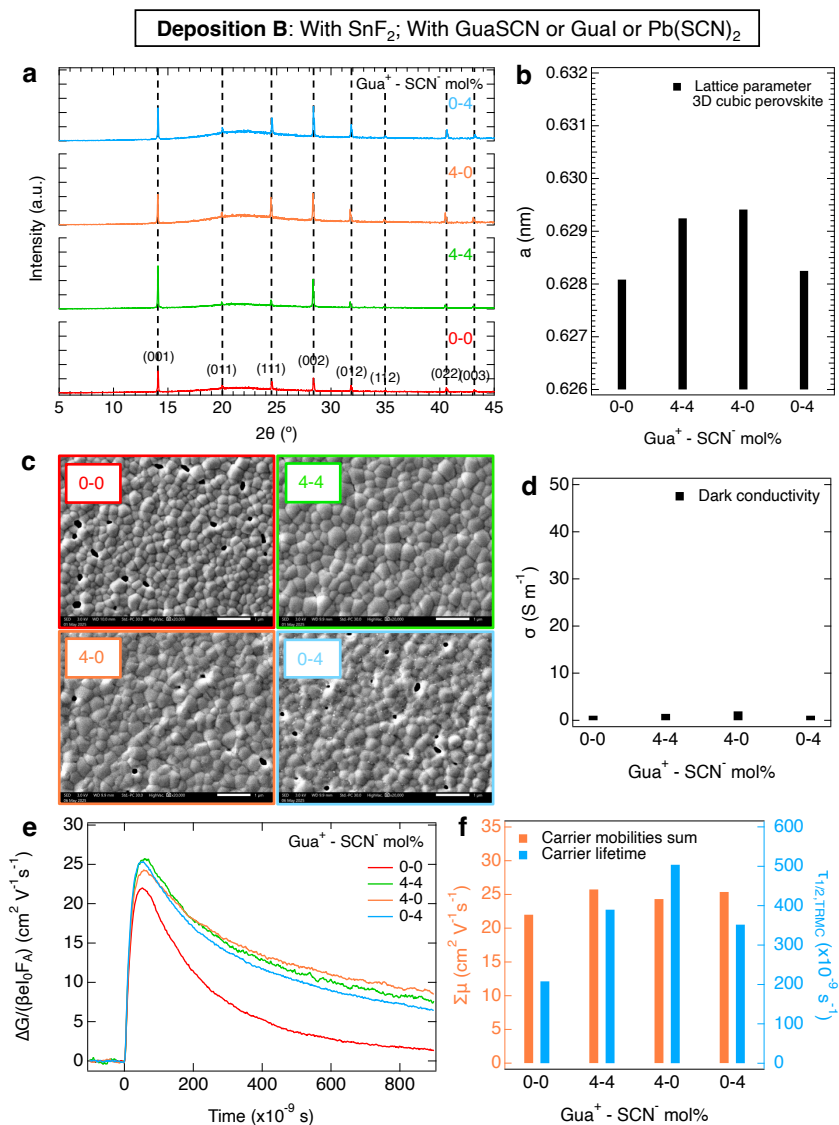 Deposition B: With SnF2; With GuaSCN or GuaI or Pb(SCN)2
a
Gua+ - SCN- mol%
0-4
4-0
4-4
0-0
(001)
(011)
(111)
(002)
(012)
(112)
(022)
(003)
Intensity (a.u.)
5 10 15 20 25 30 35 40 45
2θ (º)
b
Lattice parameter
3D cubic perovskite
0.632
0.631
0.630
0.629
0.628
0.627
0.626
a (nm)
0-0 4-4 4-0 0-4
Gua+ - SCN- mol%
c
0-0
4-4
4-0
0-4
1 µm
1 µm
1 µm
1 µm
d
Dark conductivity
50
40
30
20
10
0
σ (S m-1)
0-0 4-4 4-0 0-4
Gua+ - SCN- mol%
e
Gua+ - SCN- mol%
0-0
4-4
4-0
0-4
30
25
20
15
10
5
0
ΔG/(βeI0FA) (cm2 V-1s-1)
0 200 400 600 800
Time (x10-9 s)
f
Carrier mobilities sum
Carrier lifetime
35
30
25
20
15
10
5
0
Σμ (cm2 V-1s-1)
600
500
400
300
200
100
0
τ1/2,TRMC (x10-9 s-1)
0-0 4-4 4-0 0-4
Gua+ - SCN- mol%